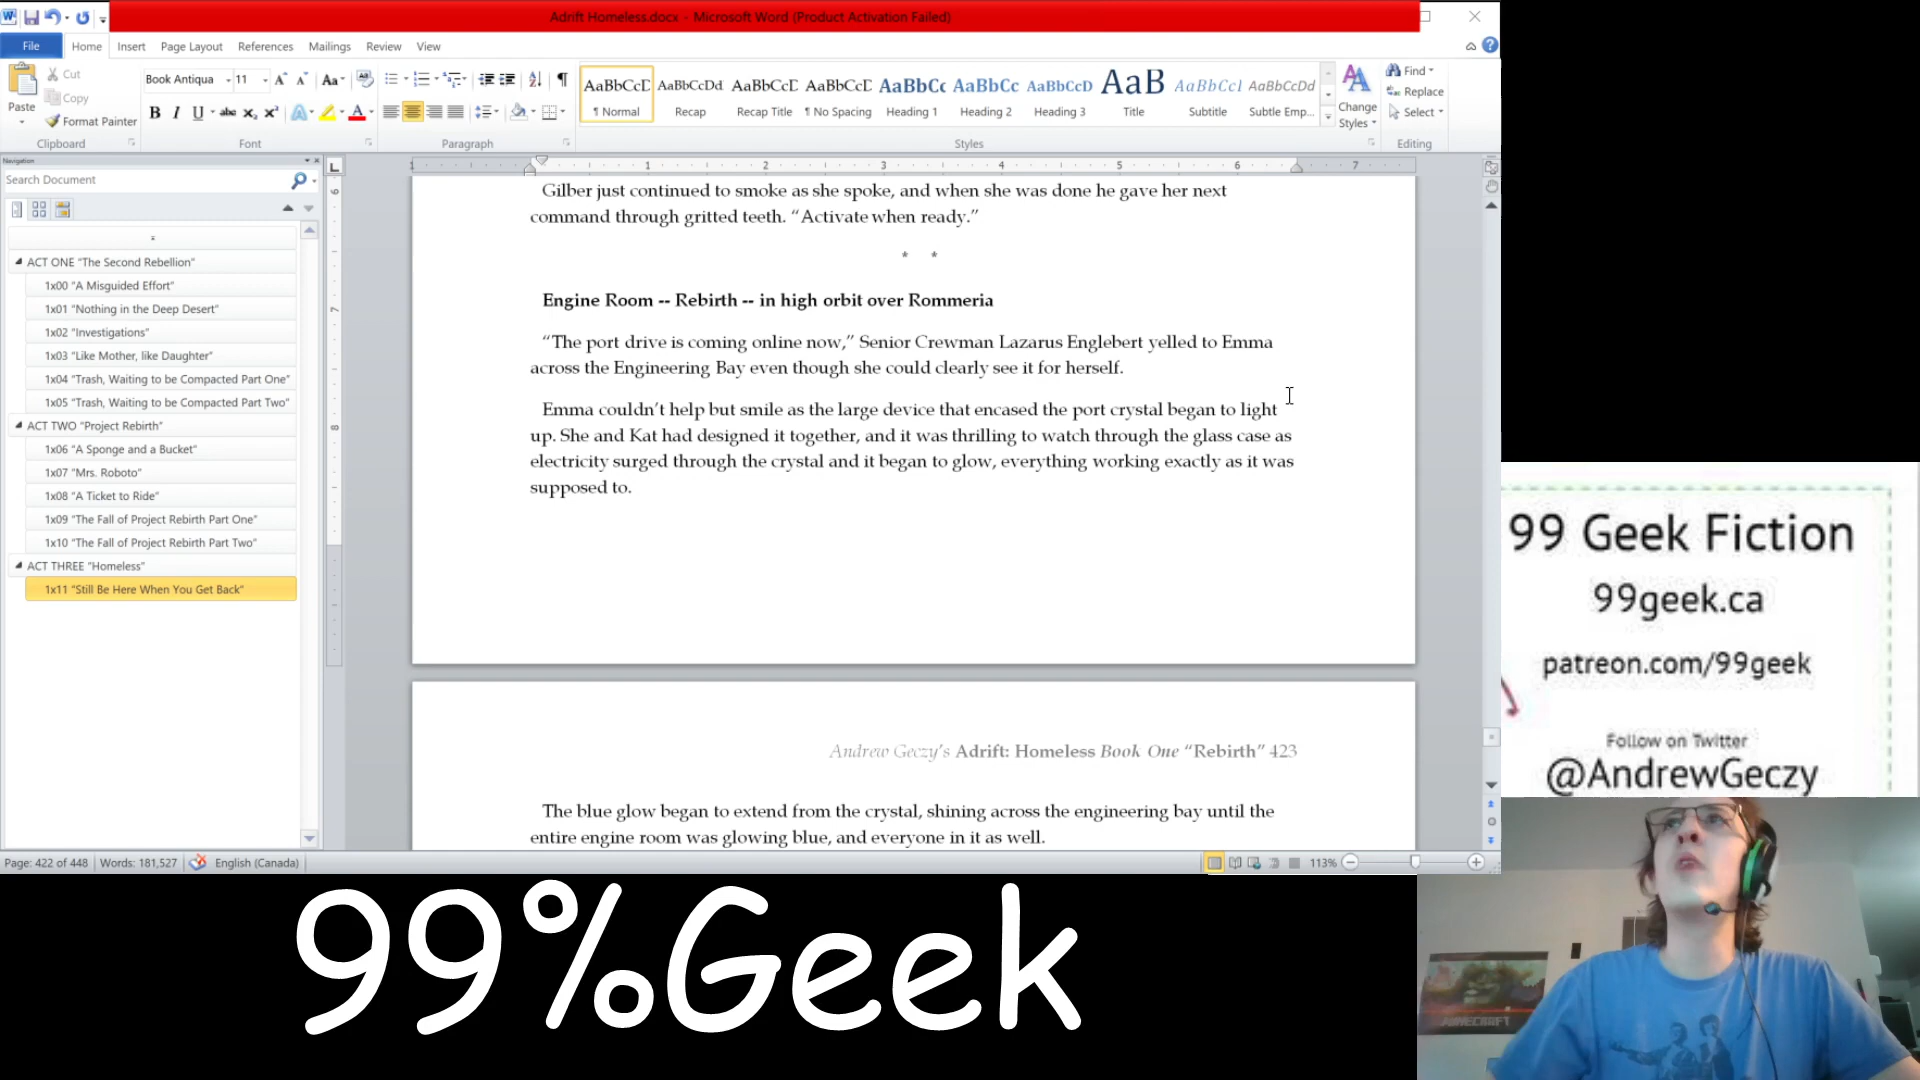 Adrift Homeless.docx - Microsoft Word (Product Activation Failed)
File Home Insert Page Layout References Mailings Review View
Paste
Cut
Copy
Format Painter
Clipboard
Book Antiqua 11
Font
Paragraph
AaBbCcD AaBbCcDd AaBbCcD AaBbCcD AaBbCc AaBbCc AaBbCcD AaB AaBbCcI AaBbCcDd
¶ Normal Recap Recap Title ¶ No Spacing Heading 1 Heading 2 Heading 3 Title Subtitle Subtle Emp...
Styles
Change Styles
Find
Replace
Select
Editing
Navigation
Search Document
ACT ONE “The Second Rebellion”
1x00 “A Misguided Effort”
1x01 “Nothing in the Deep Desert”
1x02 “Investigations”
1x03 “Like Mother, like Daughter”
1x04 “Trash, Waiting to be Compacted Part One”
1x05 “Trash, Waiting to be Compacted Part Two”
ACT TWO “Project Rebirth”
1x06 “A Sponge and a Bucket”
1x07 “Mrs. Roboto”
1x08 “A Ticket to Ride”
1x09 “The Fall of Project Rebirth Part One”
1x10 “The Fall of Project Rebirth Part Two”
ACT THREE “Homeless”
1x11 “Still Be Here When You Get Back”
1 1 2 3 4 5 6 7
Gilber just continued to smoke as she spoke, and when she was done he gave her next
command through gritted teeth. “Activate when ready.”
* *
Engine Room -- Rebirth -- in high orbit over Rommeria
“The port drive is coming online now,” Senior Crewman Lazarus Englebert yelled to Emma
across the Engineering Bay even though she could clearly see it for herself.
Emma couldn’t help but smile as the large device that encased the port crystal began to light
up. She and Kat had designed it together, and it was thrilling to watch through the glass case as
electricity surged through the crystal and it began to glow, everything working exactly as it was
supposed to.
Andrew Geczy’s Adrift: Homeless Book One “Rebirth” 423
The blue glow began to extend from the crystal, shining across the engineering bay until the
entire engine room was glowing blue, and everyone in it as well.
Page: 422 of 448 Words: 181,527 English (Canada) 113%
99 Geek Fiction
99geek.ca
patreon.com/99geek
Follow on Twitter
@AndrewGeczy
99%Geek
MINECRAFT